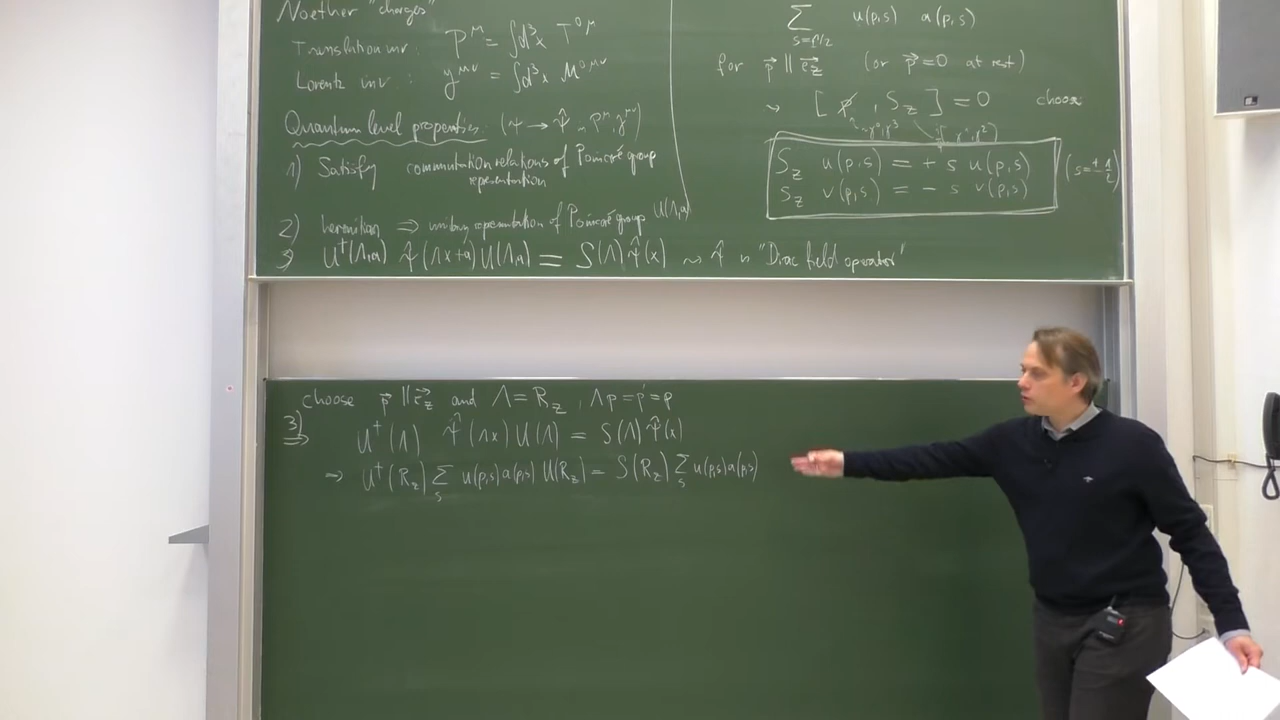 Noether "charges"
Translation inv: P^μ = ∫d³x T^{0μ}
Lorentz inv: J^{μν} = ∫d³x M^{0μν}
Quantum level properties (ψ → ψ̂, P^μ, J^{μν})
1) Satisfy commutation relations of Poincaré group
representation
2) hermitian ⇒ unitary representation of Poincaré group U(Λ,a)
3) U†(Λ,a) ψ̂(Λx+a) U(Λ,a) = S(Λ) ψ̂(x) ⇝ ψ̂ is "Dirac field operator"
∑_{s=±1/2} u(p,s) a(p,s)
for p⃗ ∥ e⃗_z (or p⃗=0 at rest)
⇝ [p̸, S_z] = 0 choose
S_z u(p,s) = + s u(p,s)
S_z v(p,s) = − s v(p,s)
(s=±1/2)
choose p⃗ ∥ e⃗_z and Λ = R_z, Λp = p' = p
3)
⇒ U†(Λ) ψ̂(Λx) U(Λ) = S(Λ) ψ̂(x)
→ U†(R_z) ∑_s u(p,s) a(p,s) U(R_z) = S(R_z) ∑_s u(p,s) a(p,s)